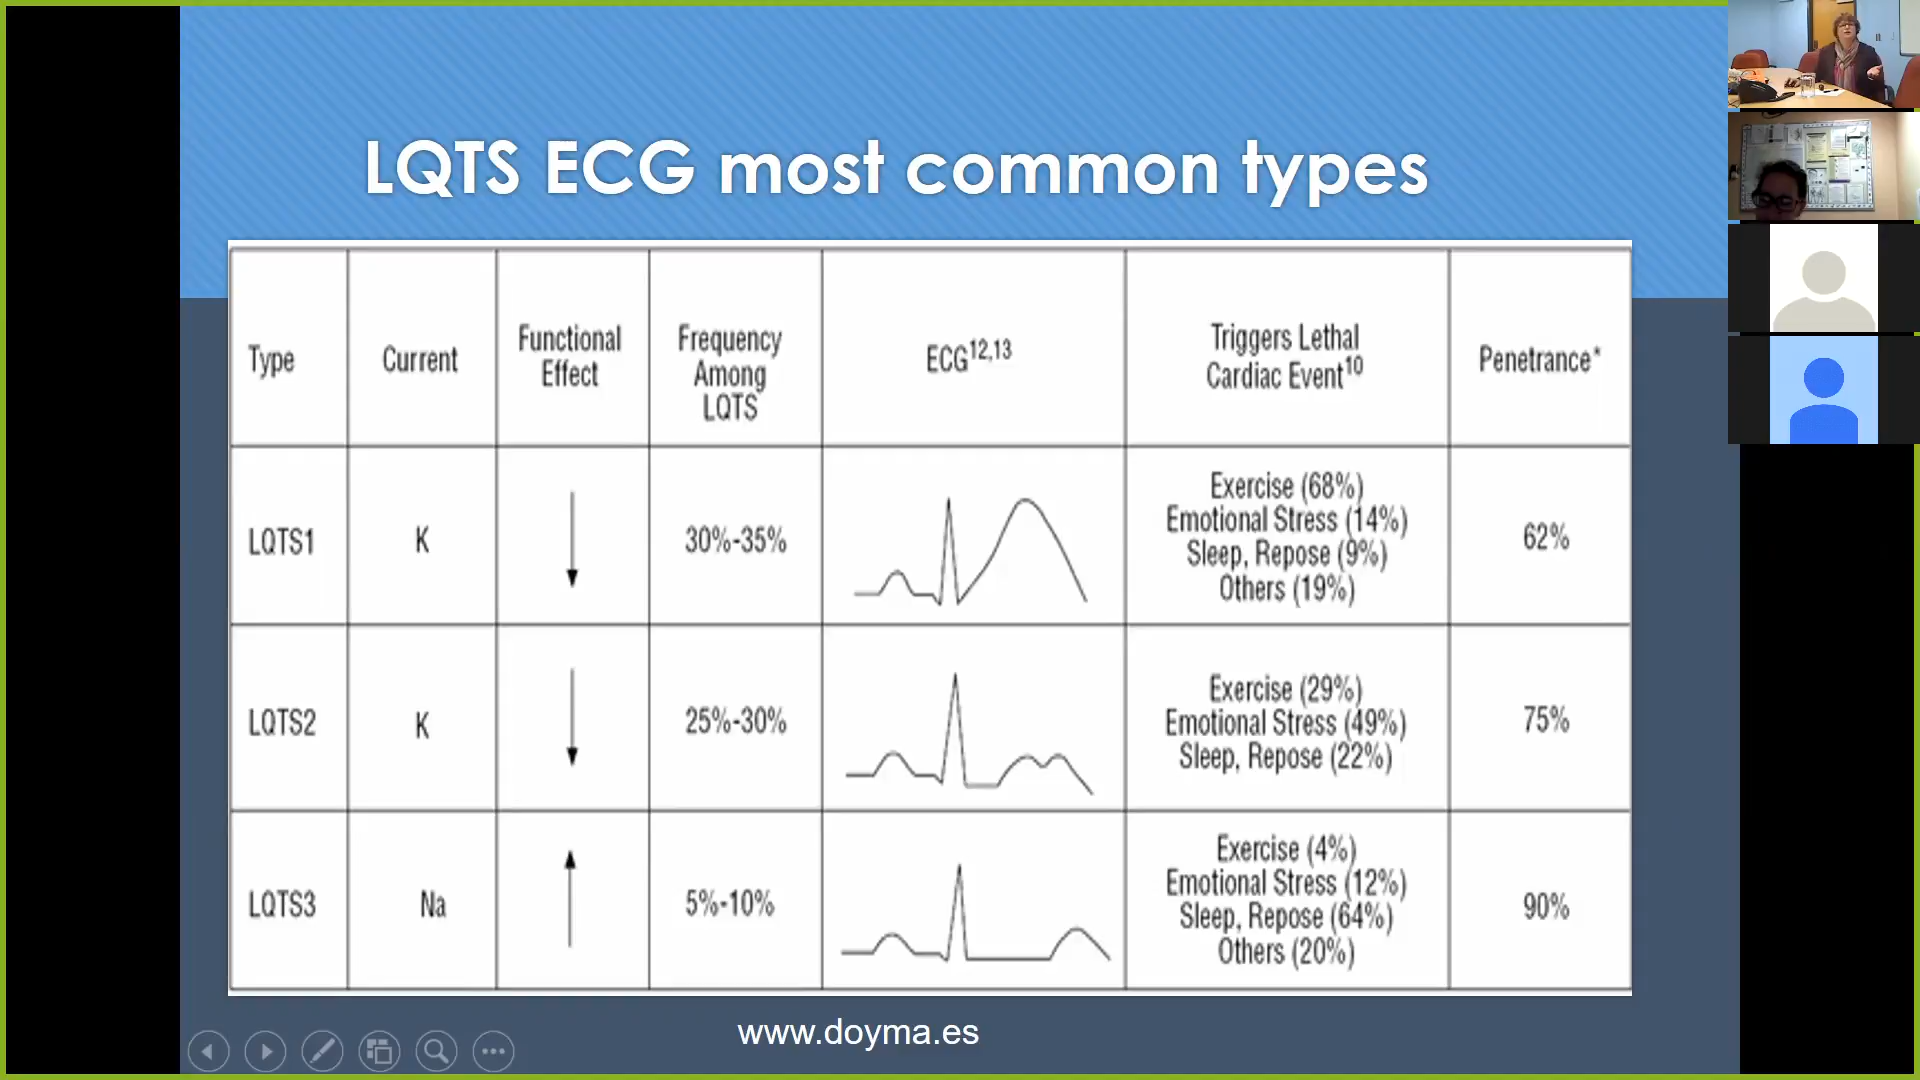 LQTS ECG most common types
Type
Current
Functional
Effect
Frequency
Among
LQTS
ECG12,13
Triggers Lethal
Cardiac Event10
Penetrance*
LQTS1
K
30%-35%
Exercise (68%)
Emotional Stress (14%)
Sleep, Repose (9%)
Others (19%)
62%
LQTS2
K
25%-30%
Exercise (29%)
Emotional Stress (49%)
Sleep, Repose (22%)
75%
LQTS3
Na
5%-10%
Exercise (4%)
Emotional Stress (12%)
Sleep, Repose (64%)
Others (20%)
90%
www.doyma.es